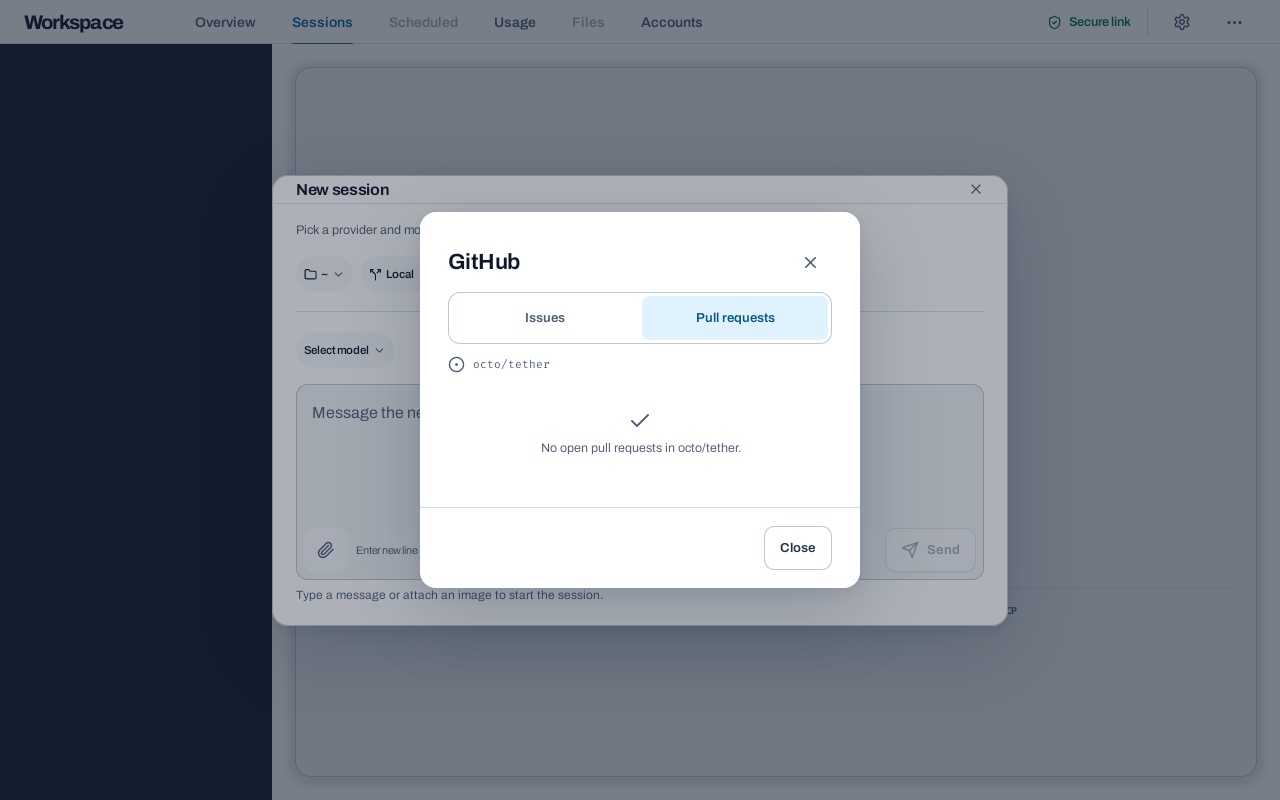 Workspace
Overview
Sessions
Scheduled
Usage
Files
Accounts
Secure link
New session
Pick a provider and mo
~
Local
GitHub
Issues
Pull requests
octo/tether
Select model
Message the ne
No open pull requests in octo/tether.
Enter new line
Send
Close
Type a message or attach an image to start the session.